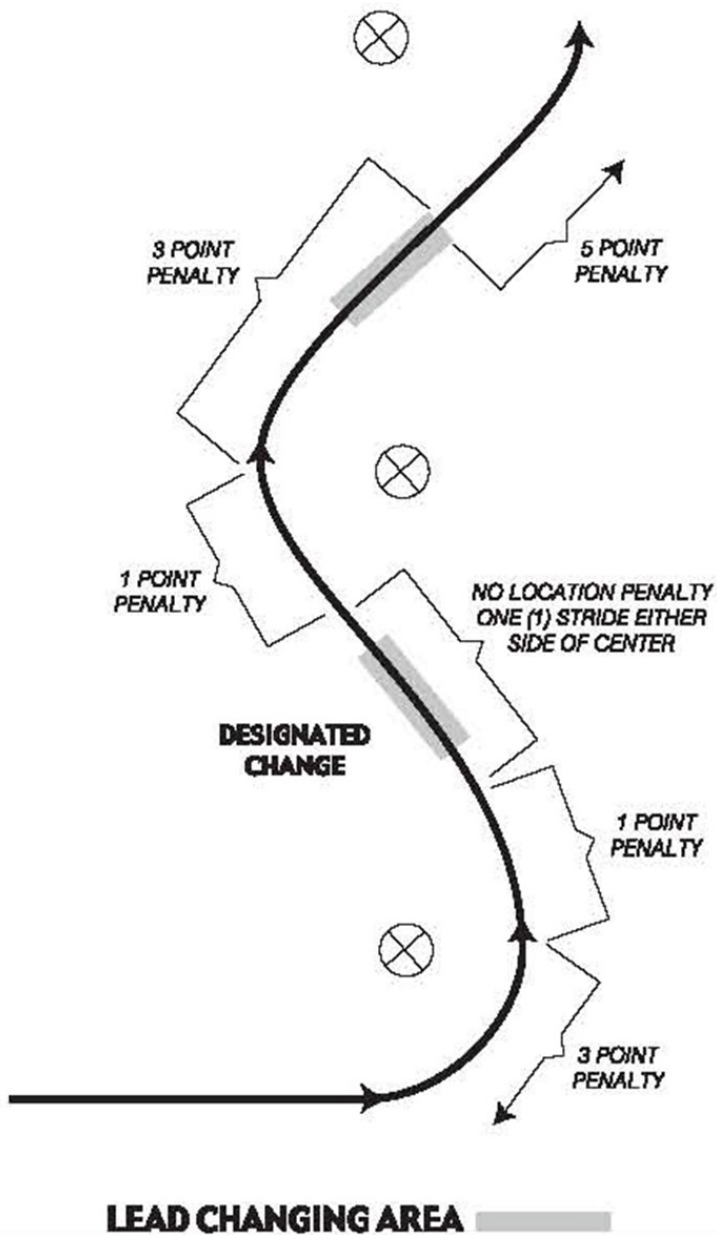 3 POINT
PENALTY
5 POINT
PENALTY
1 POINT
PENALTY
NO LOCATION PENALTY
ONE (1) STRIDE EITHER
SIDE OF CENTER
DESIGNATED
CHANGE
1 POINT
PENALTY
3 POINT
PENALTY
LEAD CHANGING AREA